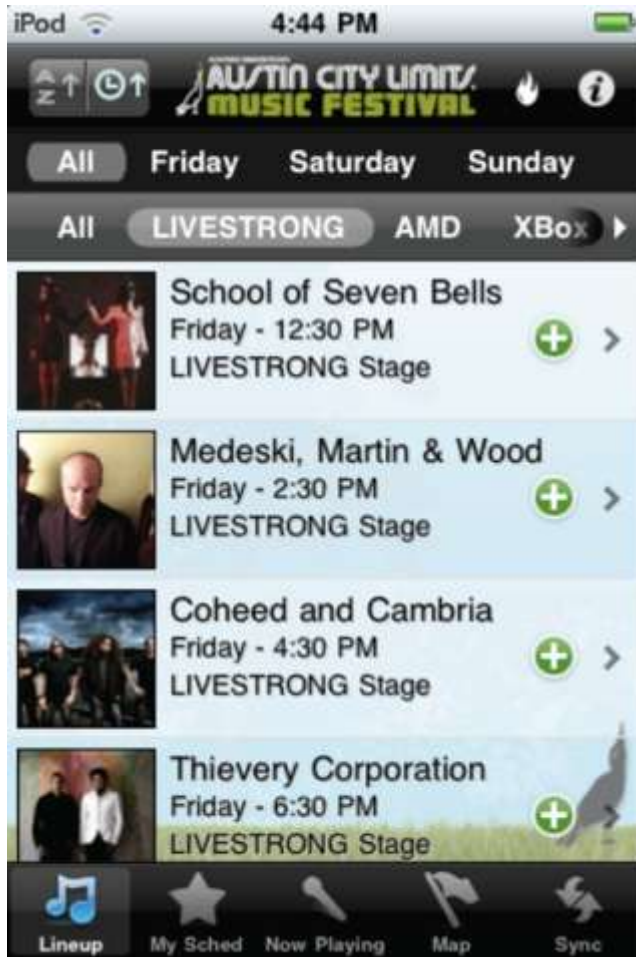 iPod 4:44 PM
A Z AUSTIN CITY LIMITS
MUSIC FESTIVAL
All Friday Saturday Sunday
All LIVESTRONG AMD XBox
School of Seven Bells
Friday - 12:30 PM
LIVESTRONG Stage
Medeski, Martin & Wood
Friday - 2:30 PM
LIVESTRONG Stage
Coheed and Cambria
Friday - 4:30 PM
LIVESTRONG Stage
Thievery Corporation
Friday - 6:30 PM
LIVESTRONG Stage
Lineup My Sched Now Playing Map Sync